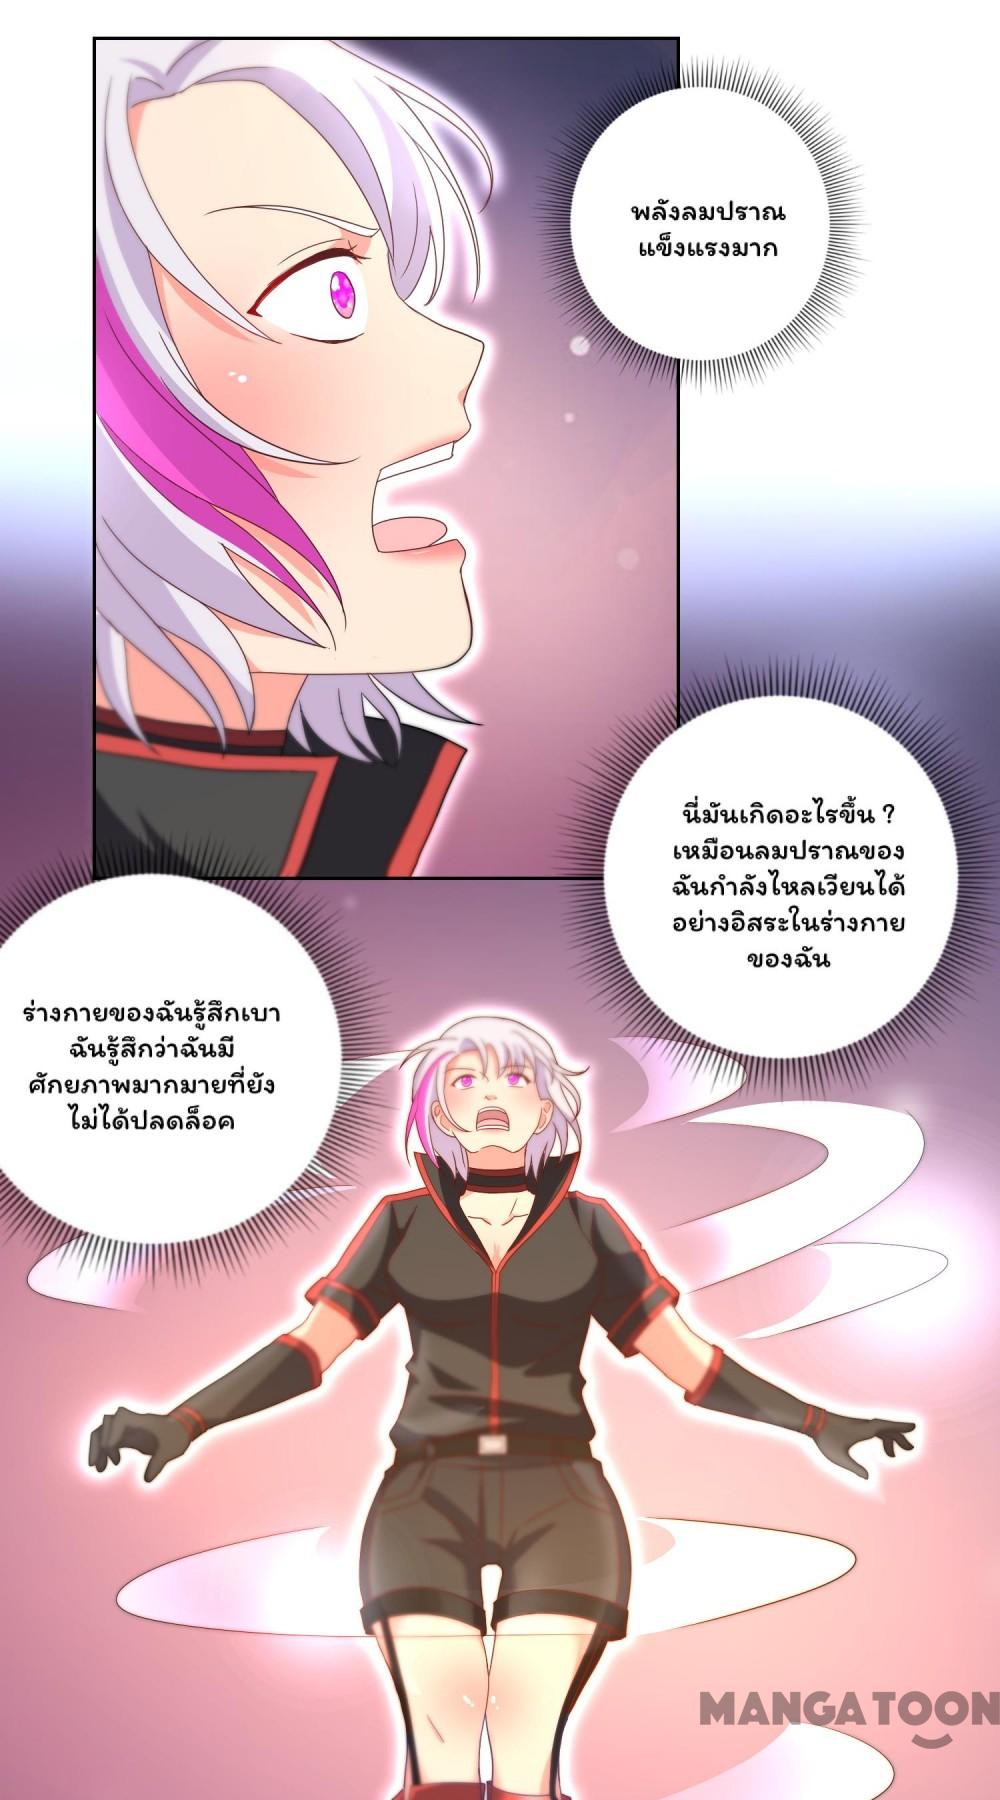 พลังลมปราณ
แข็งแรงมาก
นี่มันเกิดอะไรขึ้น ?
เหมือนลมปราณของ
ฉันกำลังไหลเวียนได้
อย่างอิสระในร่างกาย
ของฉัน
ร่างกายของฉันรู้สึกเบา
ฉันรู้สึกว่าฉันมี
ศักยภาพมากมายที่ยัง
ไม่ได้ปลดล็อค
MANGATOON